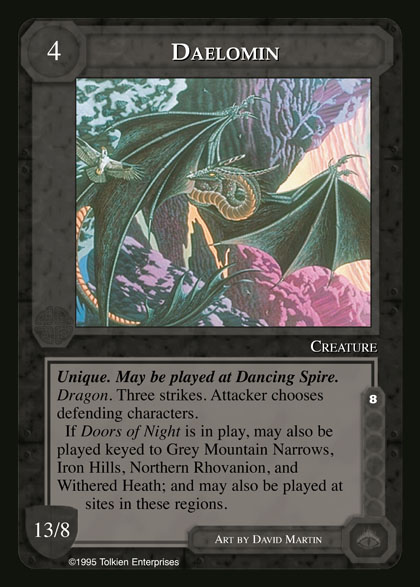 4
DAELOMIN
CREATURE
Unique. May be played at Dancing Spire.
Dragon. Three strikes. Attacker chooses
defending characters.
If Doors of Night is in play, may also be
played keyed to Grey Mountain Narrows,
Iron Hills, Northern Rhovanion, and
Withered Heath; and may also be played at
sites in these regions.
8
13/8
ART BY DAVID MARTIN
©1995 Tolkien Enterprises